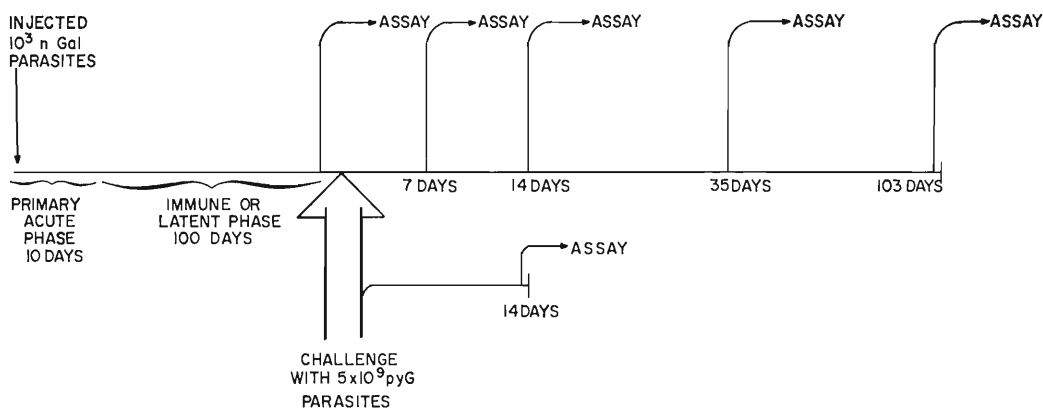 INJECTED
10³ n Gal
PARASITES
ASSAY
ASSAY
ASSAY
ASSAY
ASSAY
7 DAYS
14 DAYS
35 DAYS
103 DAYS
PRIMARY
ACUTE
PHASE
10 DAYS
IMMUNE OR
LATENT PHASE
100 DAYS
ASSAY
14 DAYS
CHALLENGE
WITH 5x10⁹ pyG
PARASITES